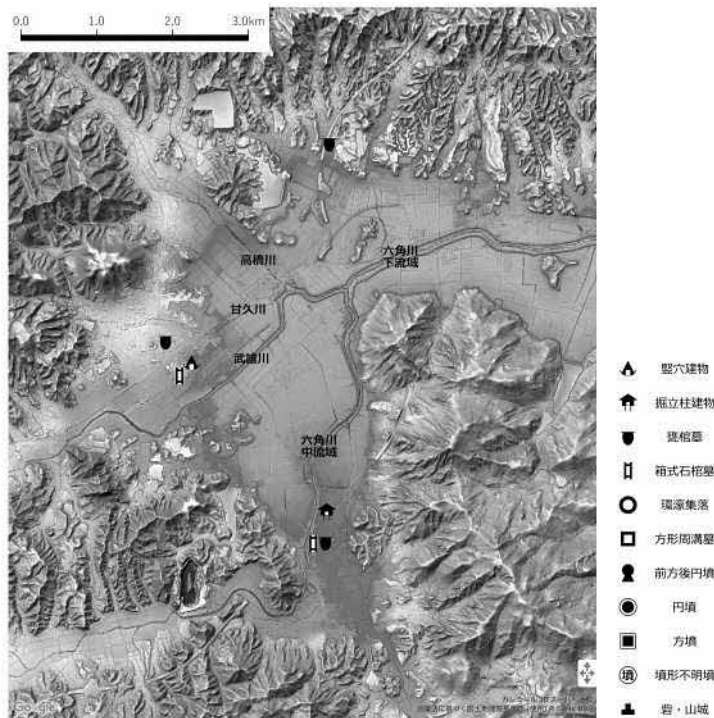 0.0 1.0 2.0 3.0km
高橋川
六角川
下流域
甘久川
武雄川
六角川
中流域
竪穴建物
掘立柱建物
甕棺墓
箱式石棺墓
環濠集落
方形周溝墓
前方後円墳
円墳
方墳
墳 墳形不明墳
砦・山城
Google